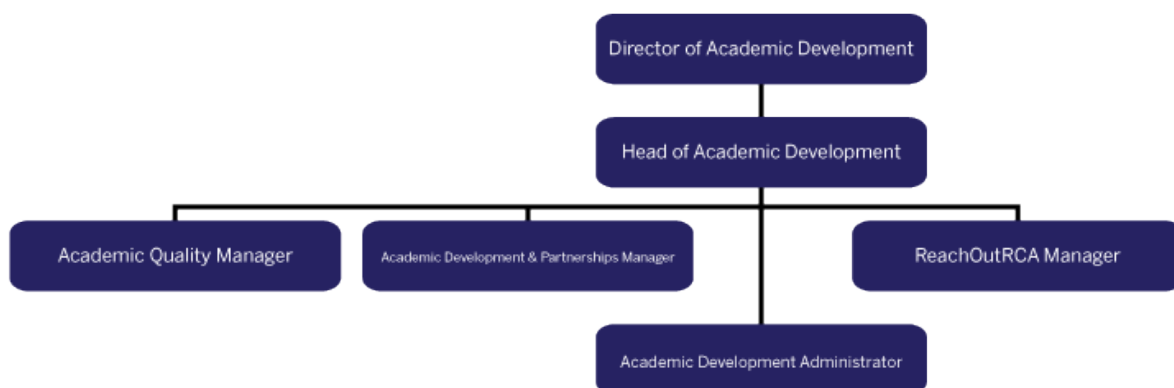 Director of Academic Development
Head of Academic Development
Academic Quality Manager
Academic Development & Partnerships Manager
ReachOutRCA Manager
Academic Development Administrator